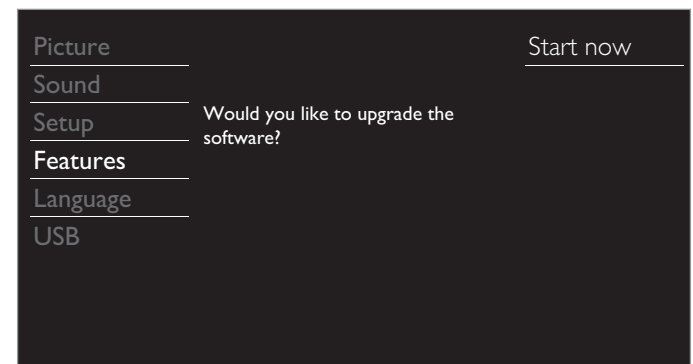 Picture
Sound
Setup
Features
Language
USB
Would you like to upgrade the
software?
Start now